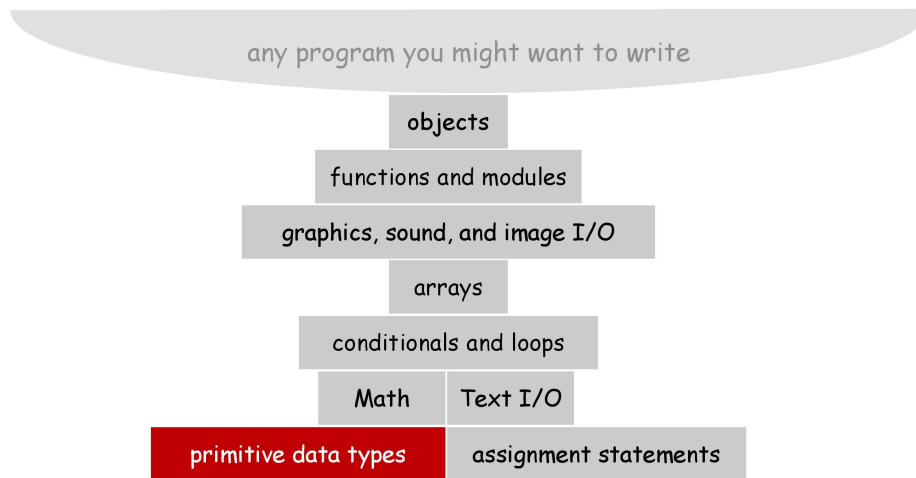 any program you might want to write
objects
functions and modules
graphics, sound, and image I/O
arrays
conditionals and loops
Math
Text I/O
primitive data types
assignment statements